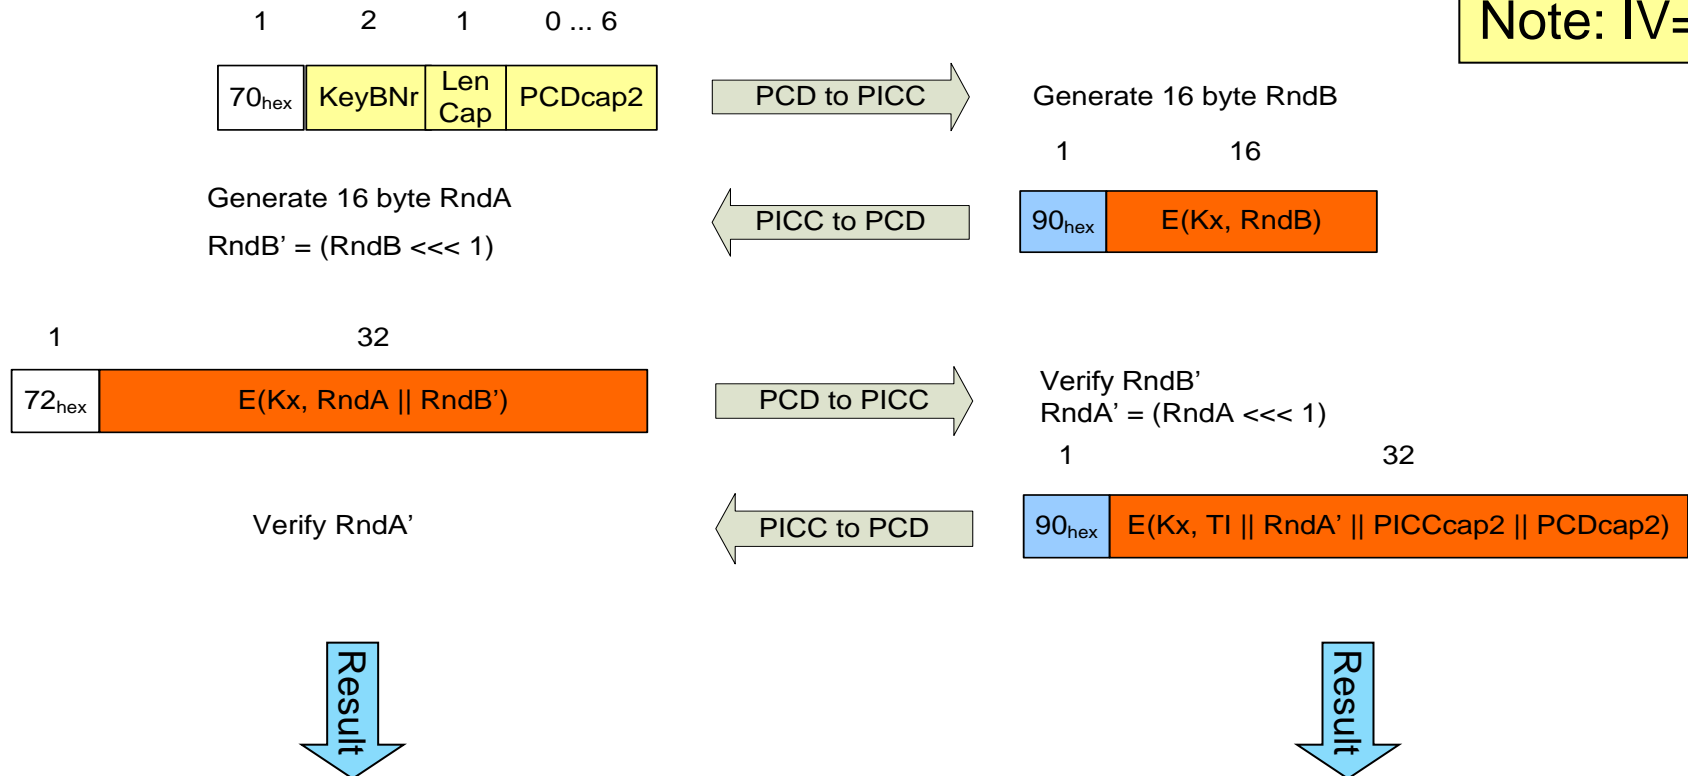 1 2 1 0 ... 6
Note: IV=
70hex KeyBNr Len Cap PCDcap2
PCD to PICC
Generate 16 byte RndB
1 16
Generate 16 byte RndA
RndB’ = (RndB <<< 1)
PICC to PCD
90hex E(Kx, RndB)
1 32
72hex E(Kx, RndA || RndB’)
PCD to PICC
Verify RndB’
RndA’ = (RndA <<< 1)
1 32
Verify RndA’
PICC to PCD
90hex E(Kx, TI || RndA’ || PICCcap2 || PCDcap2)
Result
Result